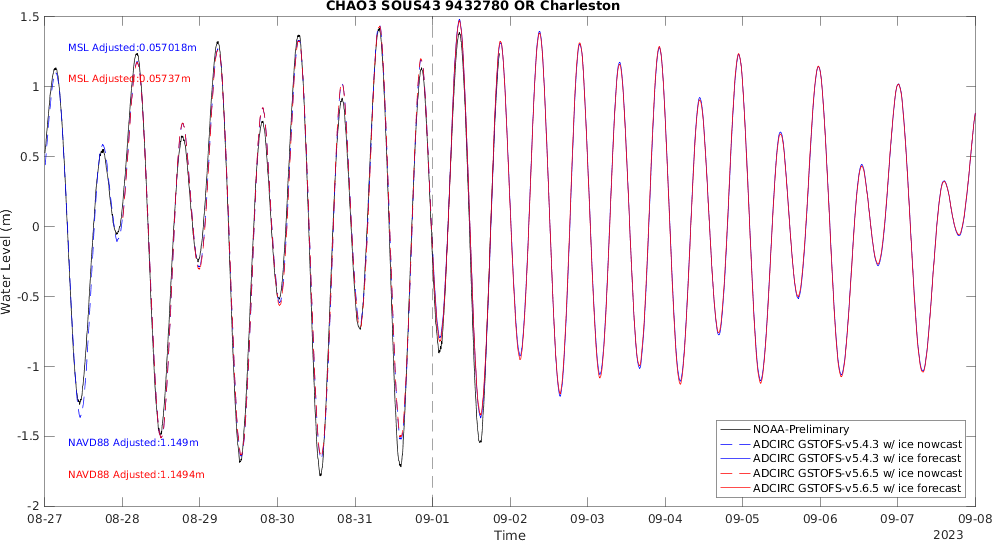 CHAO3 SOUS43 9432780 OR Charleston
1.5
1
0.5
0
-0.5
-1
-1.5
-2
Water Level (m)
MSL Adjusted:0.057018m
MSL Adjusted:0.05737m
NAVD88 Adjusted:1.149m
NAVD88 Adjusted:1.1494m
NOAA-Preliminary
ADCIRC GSTOFS-v5.4.3 w/ ice nowcast
ADCIRC GSTOFS-v5.4.3 w/ ice forecast
ADCIRC GSTOFS-v5.6.5 w/ ice nowcast
ADCIRC GSTOFS-v5.6.5 w/ ice forecast
08-27 08-28 08-29 08-30 08-31 09-01 09-02 09-03 09-04 09-05 09-06 09-07 09-08
Time
2023